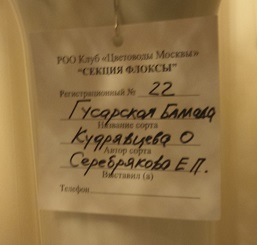 РОО Клуб «Цветоводы Москвы»
“СЕКЦИЯ ФЛОКСЫ”
Регистрационный № 22
Гусарская Баллада
Название сорта
Кудрявцева О
Автор сорта
Серебрякова Е.П.
Выставил (а)
Телефон